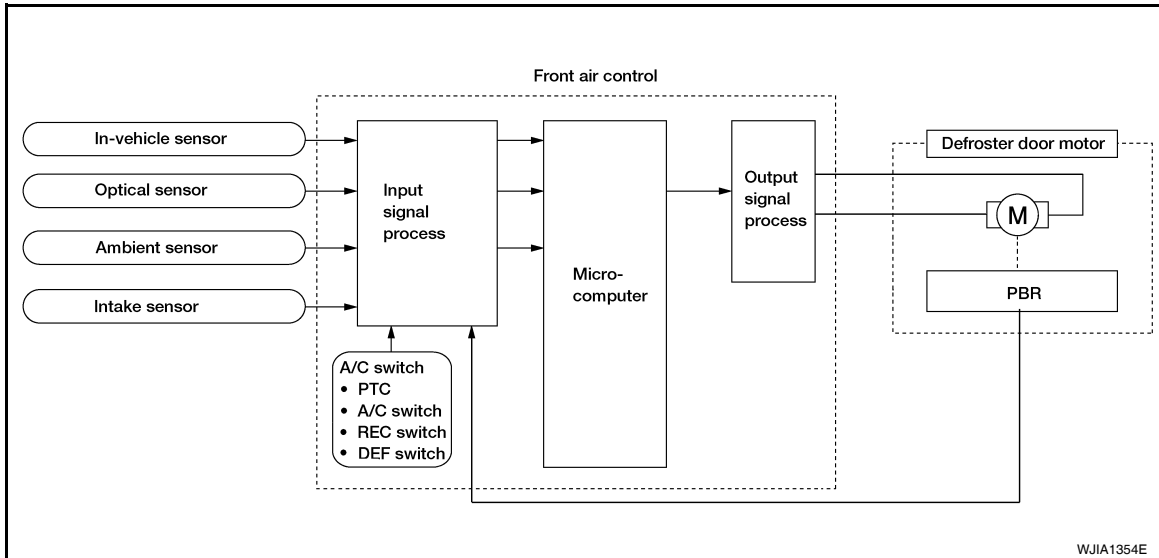 Front air control
In-vehicle sensor
Optical sensor
Ambient sensor
Intake sensor
Input
signal
process
A/C switch
• PTC
• A/C switch
• REC switch
• DEF switch
Micro-
computer
Output
signal
process
Defroster door motor
M
PBR
WJIA1354E